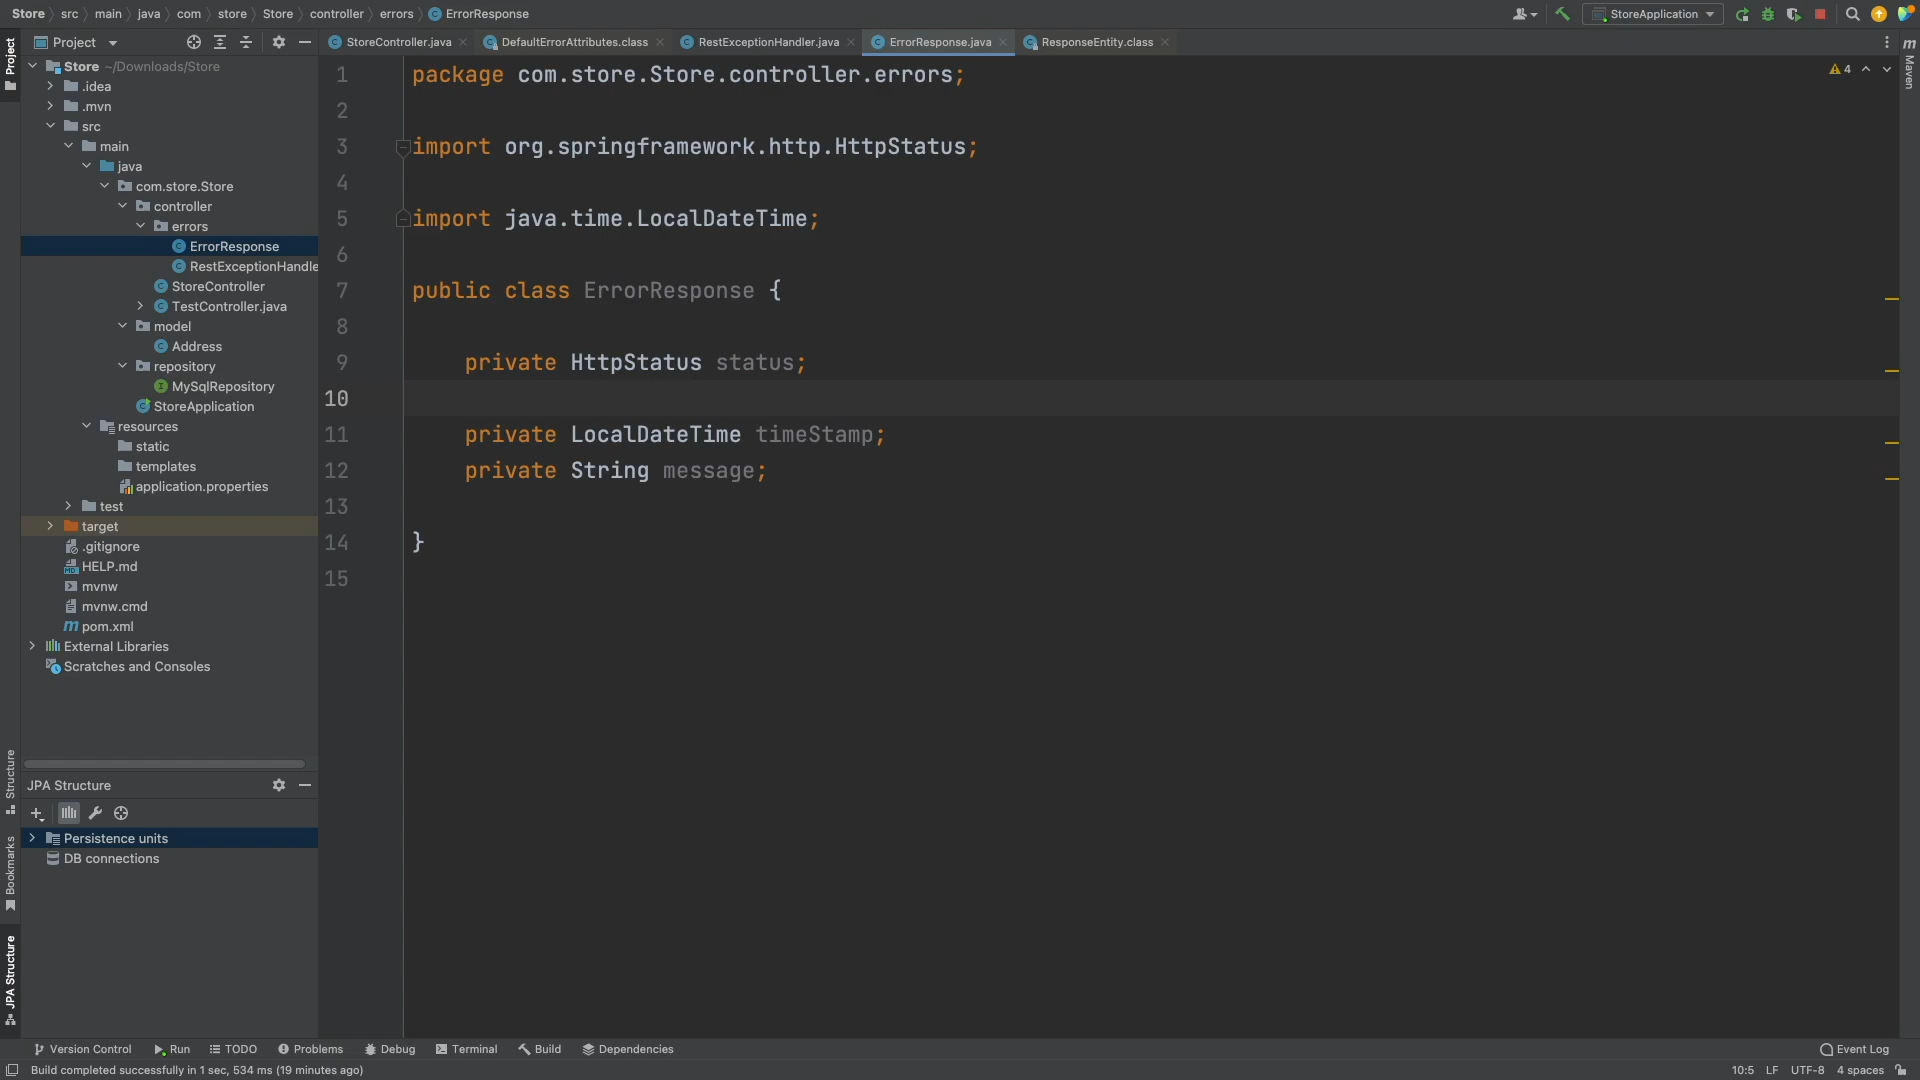 Store src main java com store Store controller errors ErrorResponse
StoreApplication
Project
StoreController.java DefaultErrorAttributes.class RestExceptionHandler.java ErrorResponse.java ResponseEntity.class
Project
Maven
4
Store ~/Downloads/Store
.idea
.mvn
src
main
java
com.store.Store
controller
errors
ErrorResponse
RestExceptionHandle
StoreController
TestController.java
model
Address
repository
MySqlRepository
StoreApplication
resources
static
templates
application.properties
test
target
.gitignore
HELP.md
mvnw
mvnw.cmd
pom.xml
External Libraries
Scratches and Consoles
1 package com.store.Store.controller.errors;
2
3 import org.springframework.http.HttpStatus;
4
5 import java.time.LocalDateTime;
6
7 public class ErrorResponse {
8
9 private HttpStatus status;
10
11 private LocalDateTime timeStamp;
12 private String message;
13
14 }
15
Structure
Bookmarks
JPA Structure
JPA Structure
Persistence units
DB connections
Version Control Run TODO Problems Debug Terminal Build Dependencies Event Log
Build completed successfully in 1 sec, 534 ms (19 minutes ago) 10:5 LF UTF-8 4 spaces